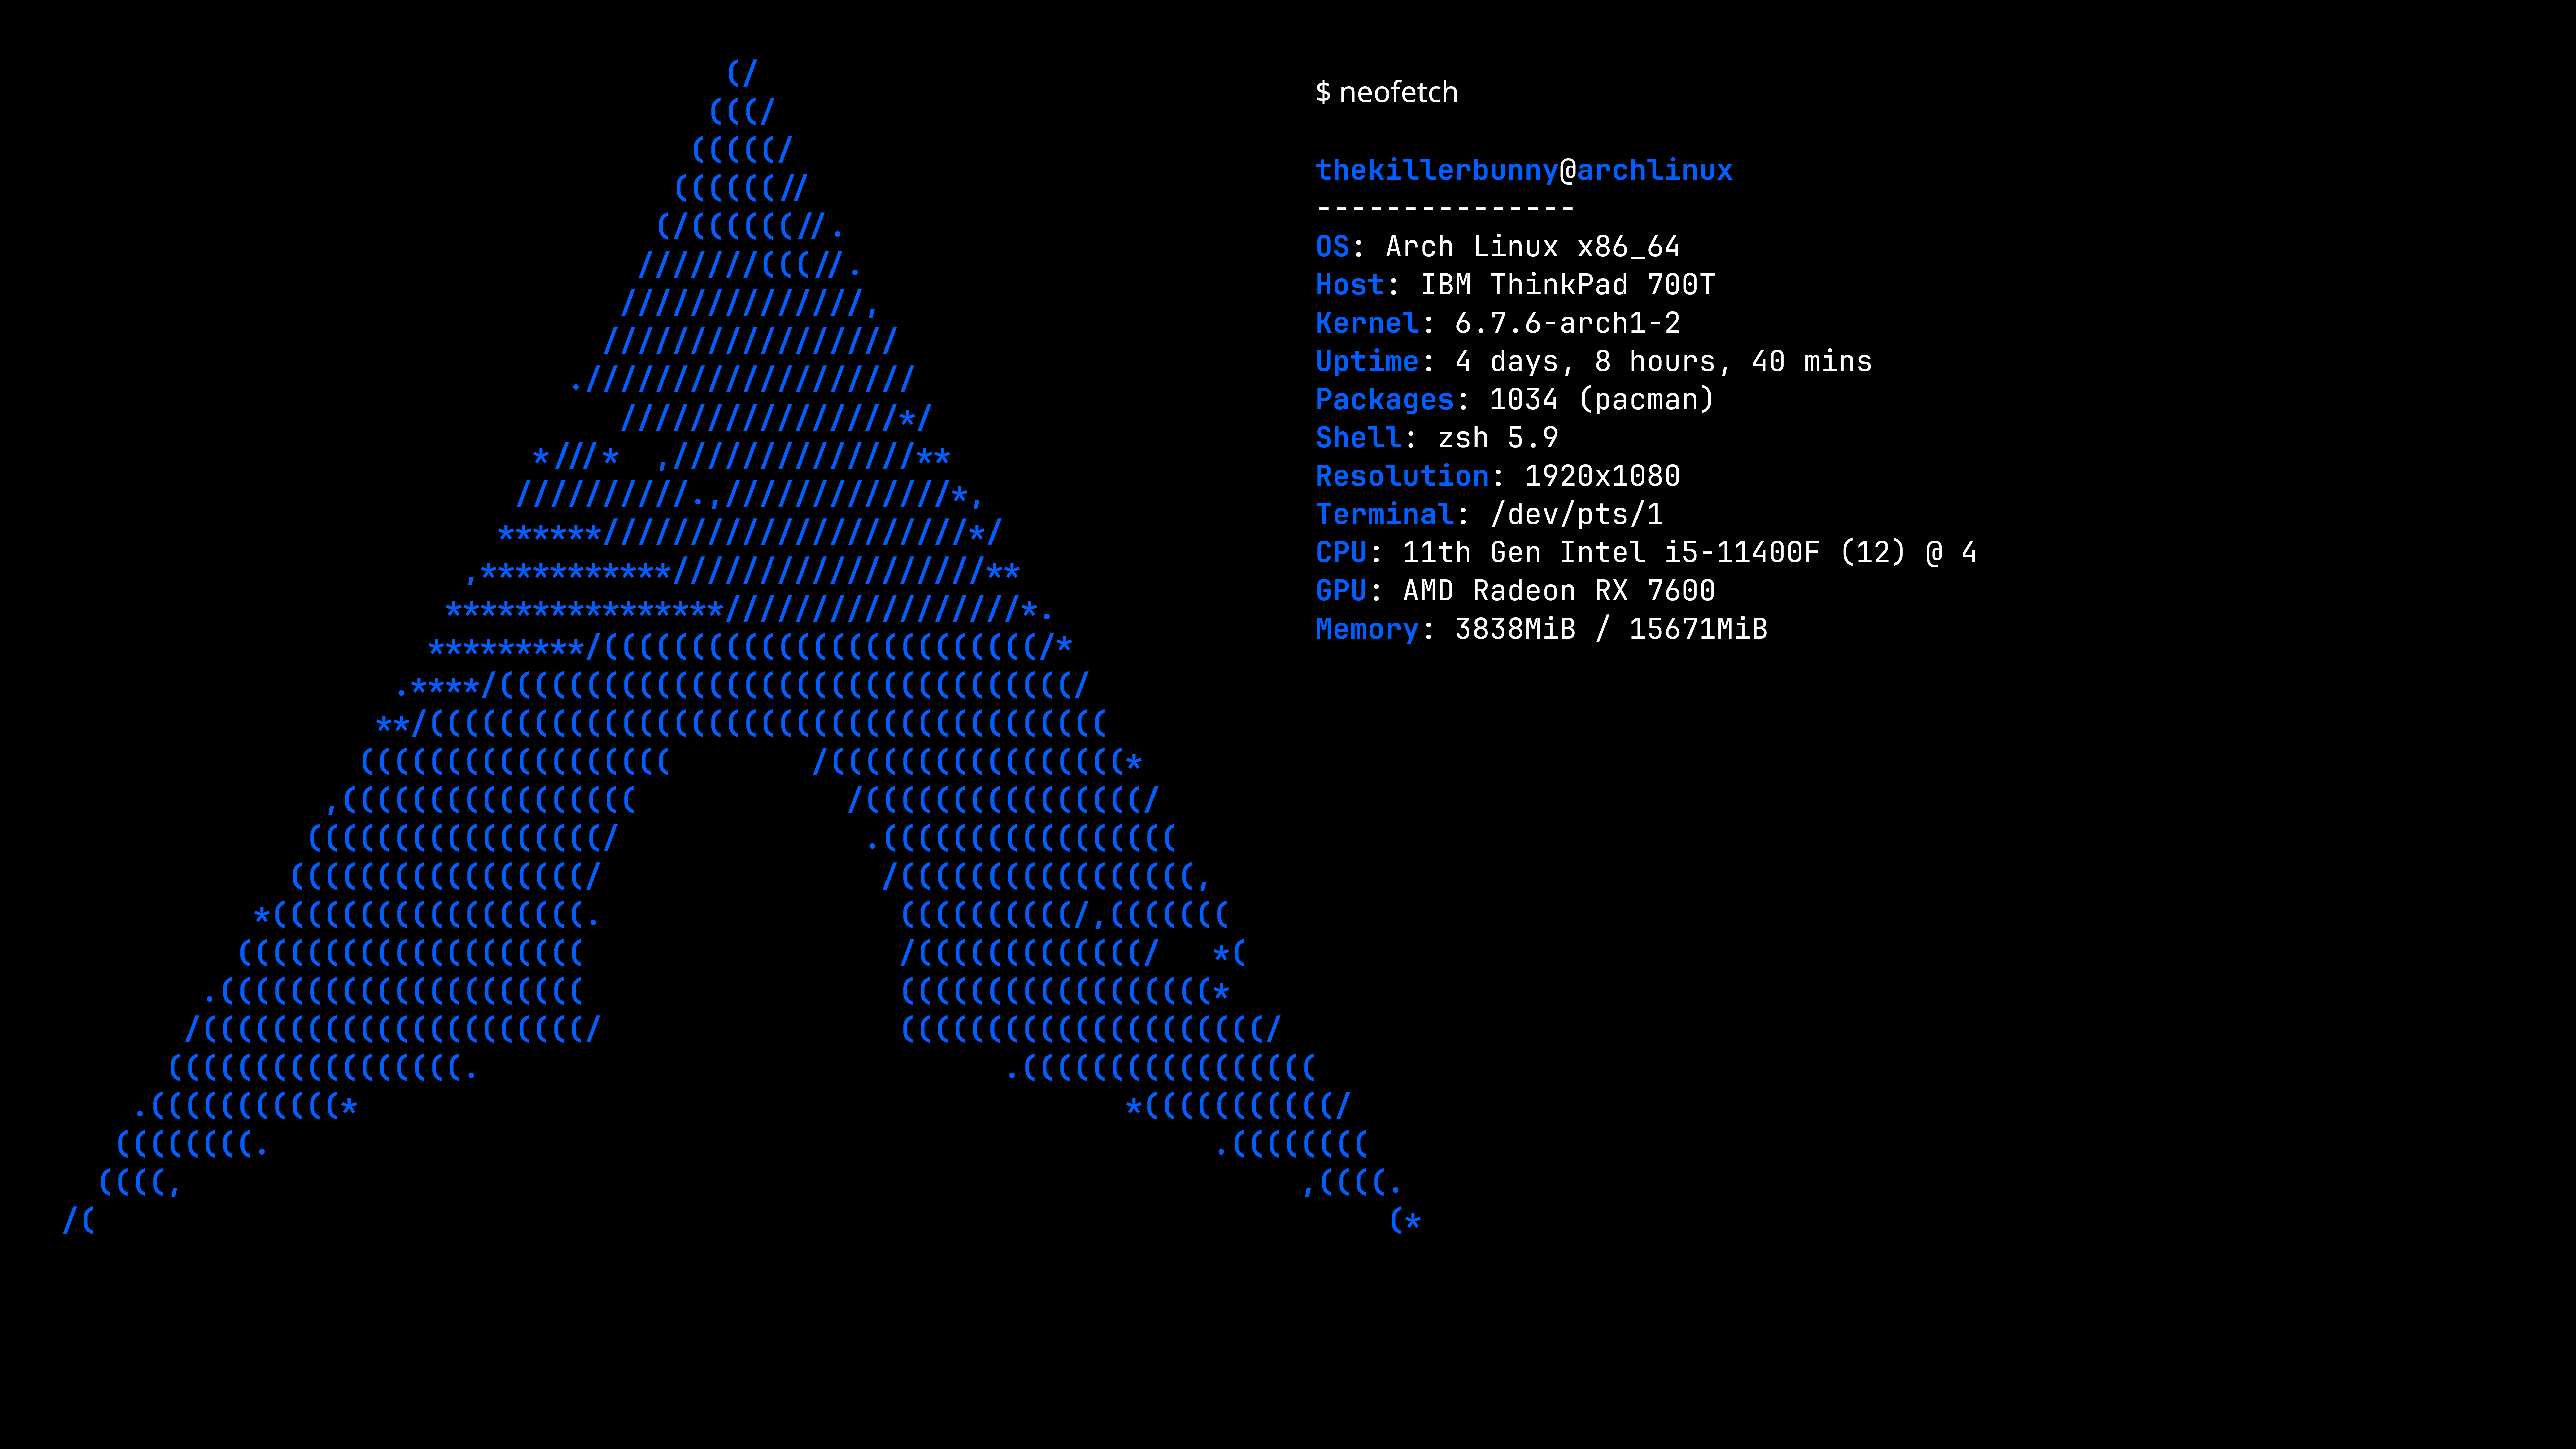 $ neofetch
thekillerbunny@archlinux
---------------
OS: Arch Linux x86_64
Host: IBM ThinkPad 700T
Kernel: 6.7.6-arch1-2
Uptime: 4 days, 8 hours, 40 mins
Packages: 1034 (pacman)
Shell: zsh 5.9
Resolution: 1920x1080
Terminal: /dev/pts/1
CPU: 11th Gen Intel i5-11400F (12) @ 4
GPU: AMD Radeon RX 7600
Memory: 3838MiB / 15671MiB